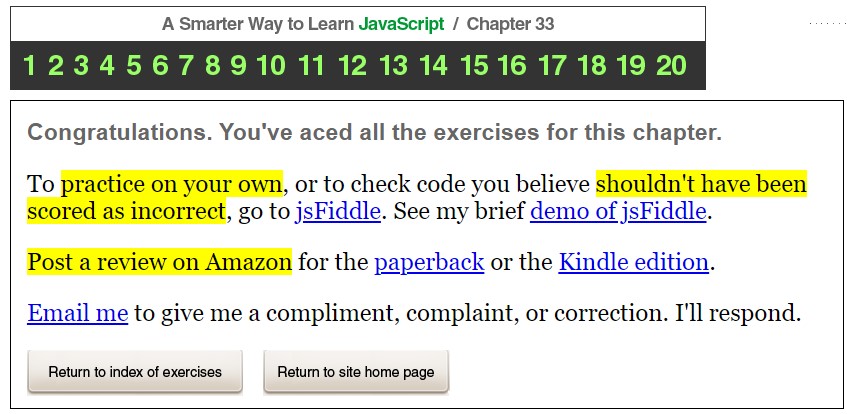 A Smarter Way to Learn JavaScript / Chapter 33
1 2 3 4 5 6 7 8 9 10 11 12 13 14 15 16 17 18 19 20
Congratulations. You've aced all the exercises for this chapter.
To practice on your own, or to check code you believe shouldn't have been
scored as incorrect, go to jsFiddle. See my brief demo of jsFiddle.
Post a review on Amazon for the paperback or the Kindle edition.
Email me to give me a compliment, complaint, or correction. I'll respond.
Return to index of exercises Return to site home page